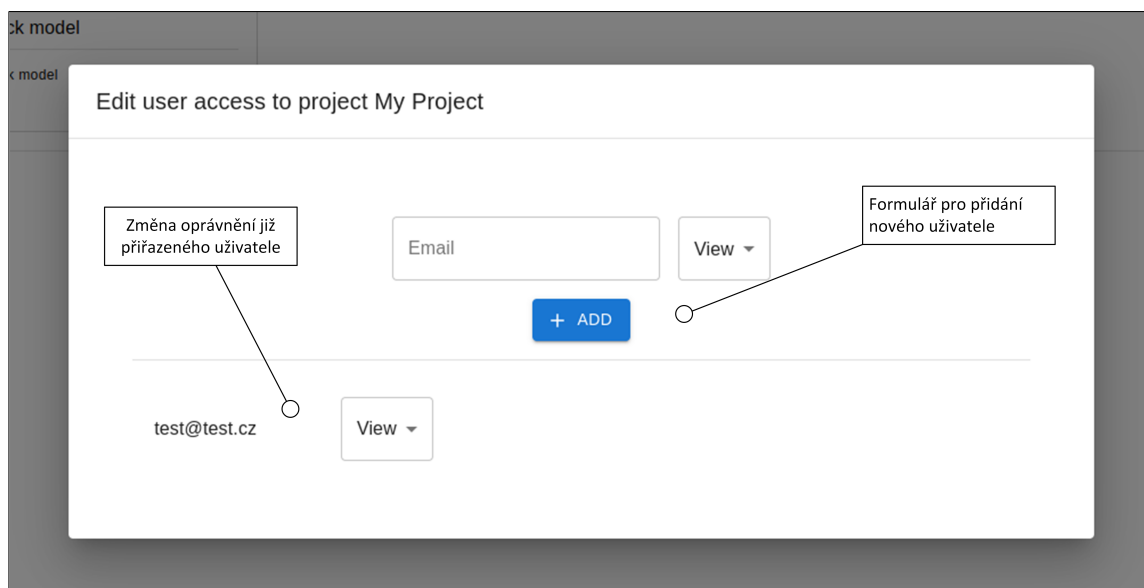 ck model
k model
Edit user access to project My Project
Změna oprávnění již
přiřazeného uživatele
Formulář pro přidání
nového uživatele
Email
View
+ ADD
test@test.cz
View